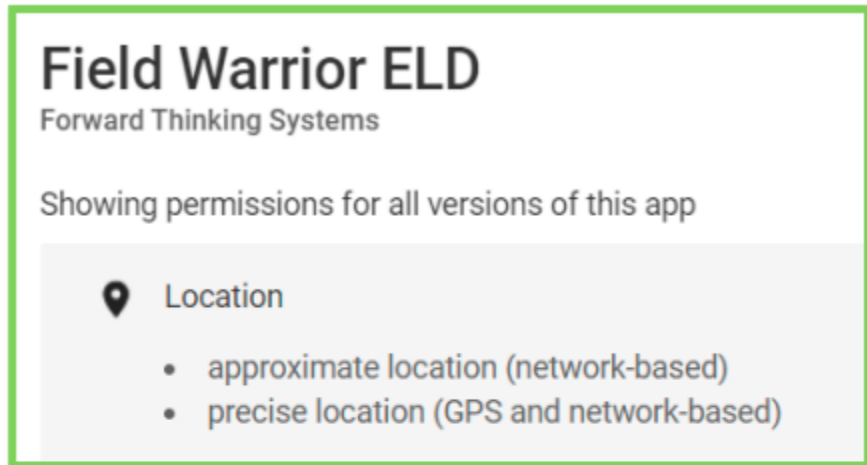 Field Warrior ELD
Forward Thinking Systems
Showing permissions for all versions of this app
Location
• approximate location (network-based)
• precise location (GPS and network-based)